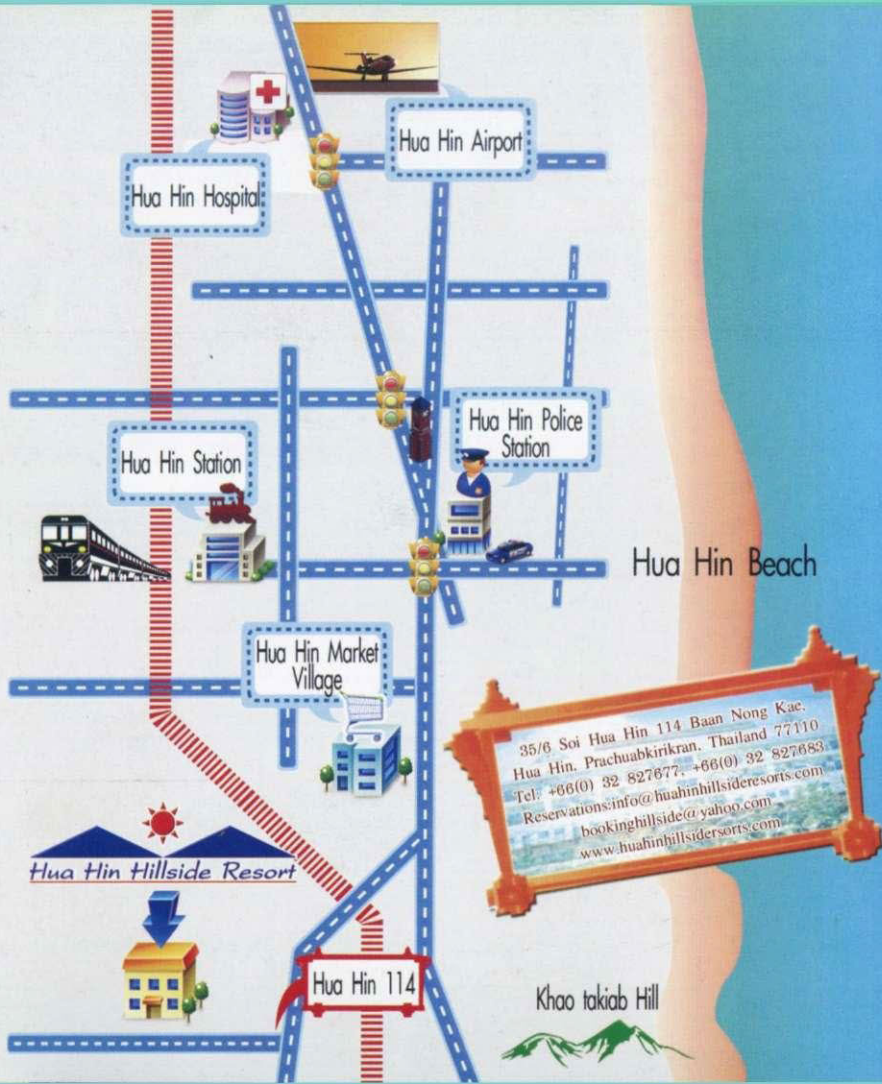 Hua Hin Airport
Hua Hin Hospital
Hua Hin Police
Station
Hua Hin Station
Hua Hin Beach
Hua Hin Market
Village
35/6 Soi Hua Hin 114 Baan Nong Kae,
Hua Hin, Prachuabkirikran, Thailand 77110
Tel. +66(0) 32 827677, +66(0) 32 827683
Reservations:info@huahinhillsideresorts.com
bookinghillside@yahoo.com
www.huahinhillsidersorts.com
Hua Hin Hillside Resort
Hua Hin 114
Khao takiab Hill